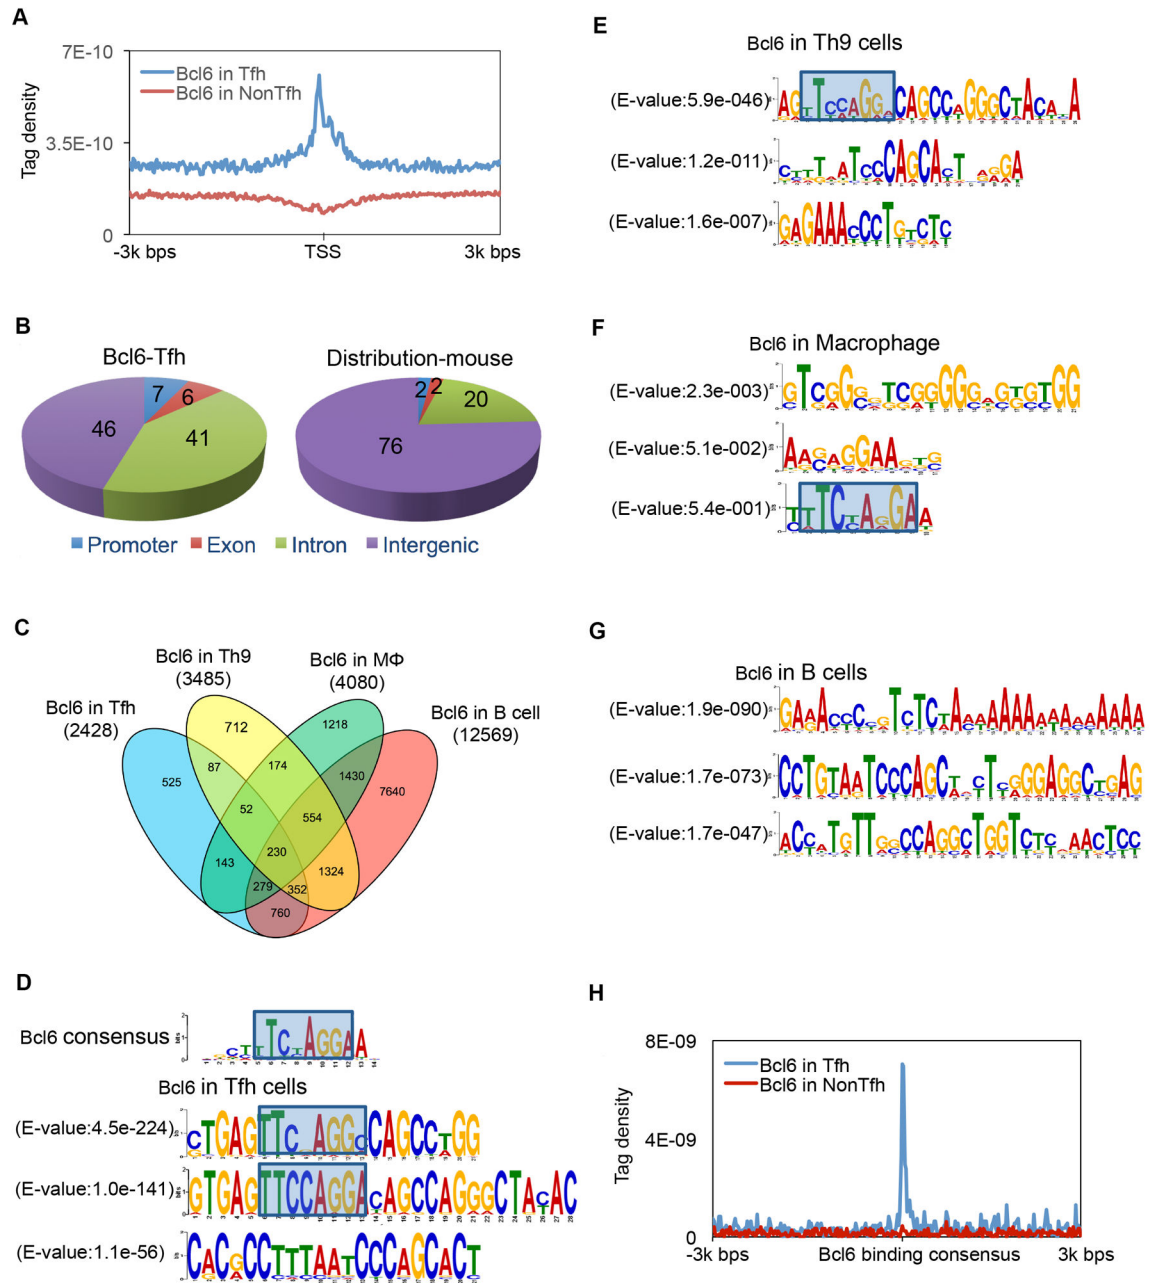 A
7E-10
Bcl6 in Tfh
Bcl6 in NonTfh
3.5E-10
0
Tag density
-3k bps
TSS
3k bps
B
Bcl6-Tfh
Distribution-mouse
7
6
46
41
2
2
20
76
Promoter
Exon
Intron
Intergenic
C
Bcl6 in Th9
(3485)
Bcl6 in MΦ
(4080)
Bcl6 in Tfh
(2428)
Bcl6 in B cell
(12569)
712
1218
525
87
174
1430
7640
52
554
143
230
1324
279
352
760
D
Bcl6 consensus
Bcl6 in Tfh cells
(E-value:4.5e-224)
(E-value:1.0e-141)
(E-value:1.1e-56)
E
Bcl6 in Th9 cells
(E-value:5.9e-046)
(E-value:1.2e-011)
(E-value:1.6e-007)
F
Bcl6 in Macrophage
(E-value:2.3e-003)
(E-value:5.1e-002)
(E-value:5.4e-001)
G
Bcl6 in B cells
(E-value:1.9e-090)
(E-value:1.7e-073)
(E-value:1.7e-047)
H
8E-09
Bcl6 in Tfh
Bcl6 in NonTfh
4E-09
0
Tag density
-3k bps
Bcl6 binding consensus
3k bps